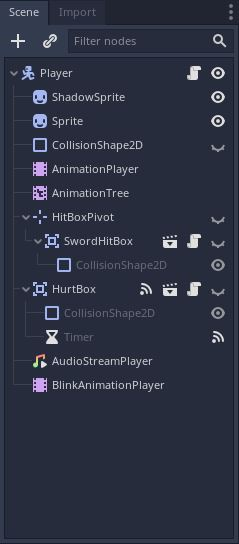 Scene Import
Filter nodes
Player
ShadowSprite
Sprite
CollisionShape2D
AnimationPlayer
AnimationTree
HitBoxPivot
SwordHitBox
CollisionShape2D
HurtBox
CollisionShape2D
Timer
AudioStreamPlayer
BlinkAnimationPlayer